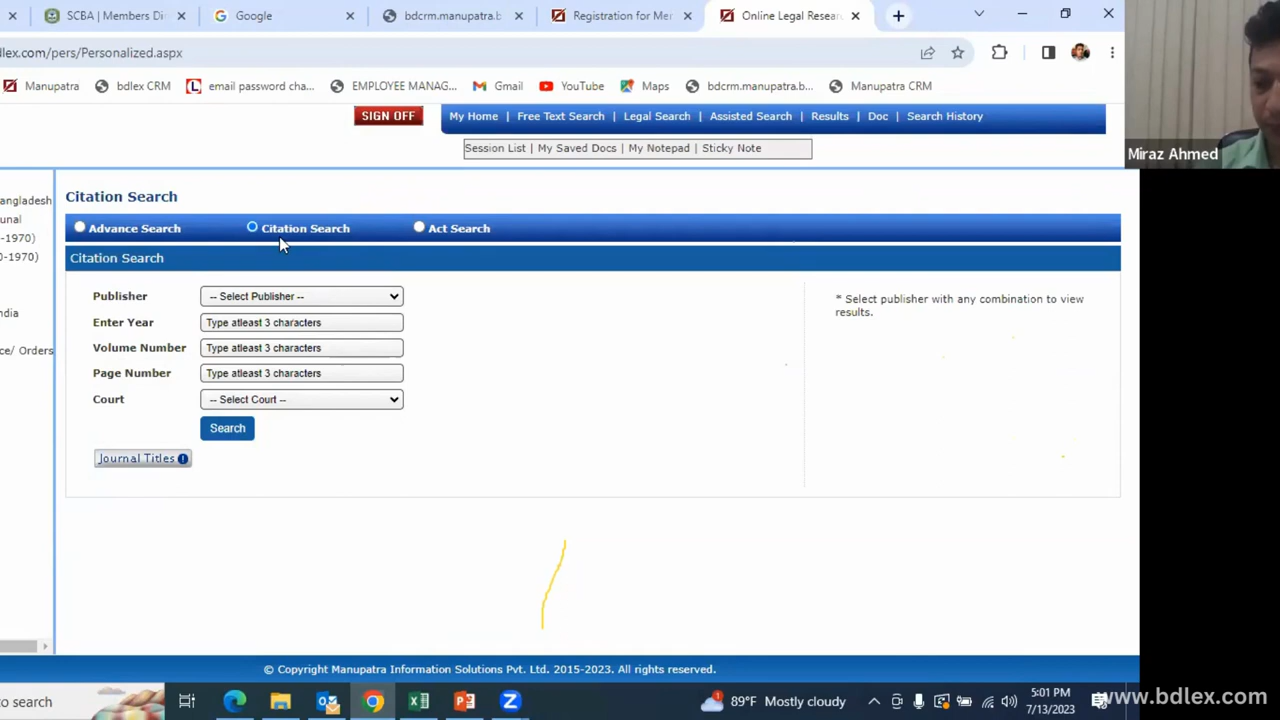 SCBA | Members Di
Google
bdcrm.manupatra.b
Registration for Mer
Online Legal Resear
dlex.com/pers/Personalized.aspx
Manupatra
bdlex CRM
email password cha...
EMPLOYEE MANAG...
Gmail
YouTube
Maps
bdcrm.manupatra.b...
Manupatra CRM
SIGN OFF
My Home | Free Text Search | Legal Search | Assisted Search | Results | Doc | Search History
Session List | My Saved Docs | My Notepad | Sticky Note
Miraz Ahmed
angladesh
unal
)-1970)
0-1970)
ndia
ce/ Orders
Citation Search
Advance Search
Citation Search
Act Search
Citation Search
Publisher
-- Select Publisher --
Enter Year
Type atleast 3 characters
Volume Number
Type atleast 3 characters
Page Number
Type atleast 3 characters
Court
-- Select Court --
Search
Journal Titles
* Select publisher with any combination to view
results.
© Copyright Manupatra Information Solutions Pvt. Ltd. 2015-2023. All rights reserved.
to search
89°F Mostly cloudy
5:01 PM
7/13/2023
www.bdlex.com